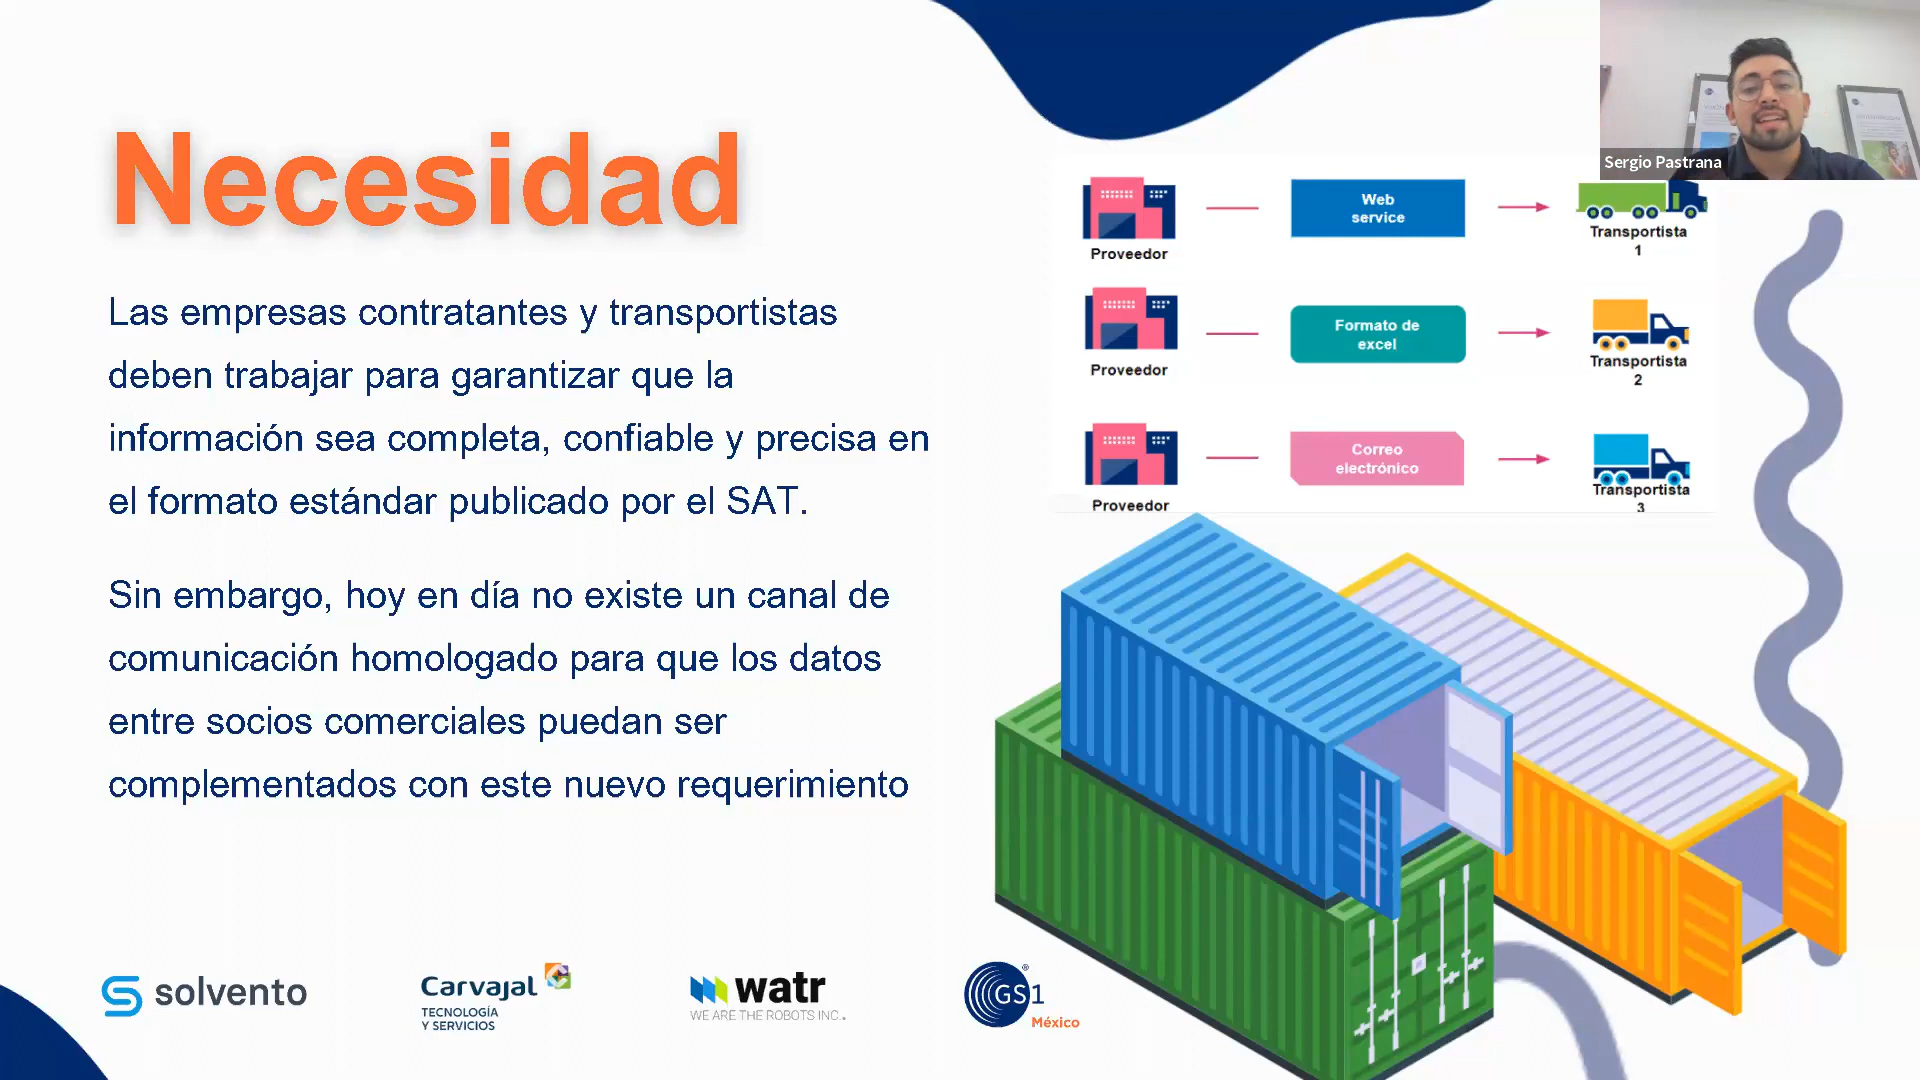 Necesidad
Las empresas contratantes y transportistas
deben trabajar para garantizar que la
información sea completa, confiable y precisa en
el formato estándar publicado por el SAT.
Sin embargo, hoy en día no existe un canal de
comunicación homologado para que los datos
entre socios comerciales puedan ser
complementados con este nuevo requerimiento
Sergio Pastrana
Proveedor
Web
service
Transportista
1
Proveedor
Formato de
excel
Transportista
2
Proveedor
Correo
electrónico
Transportista
3
solvento
Carvajal
TECNOLOGÍA
Y SERVICIOS
watr
WE ARE THE ROBOTS INC.
GS1
México